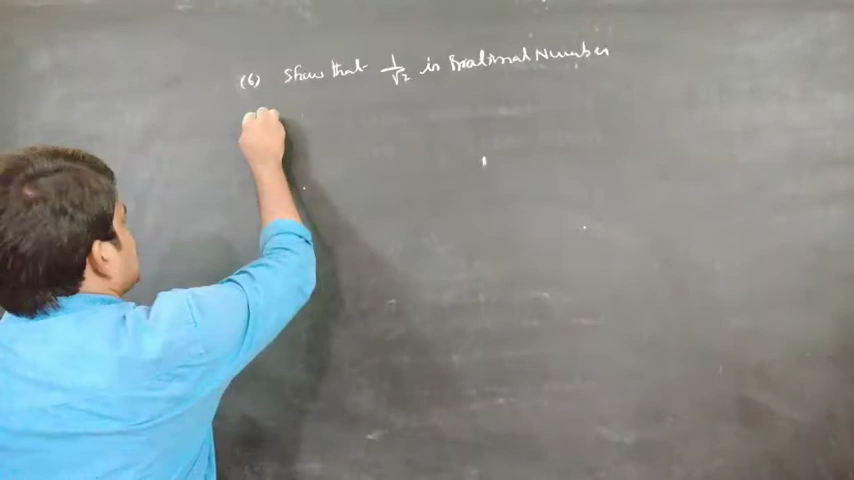 (6) Show that 1/√2 is irrational Number